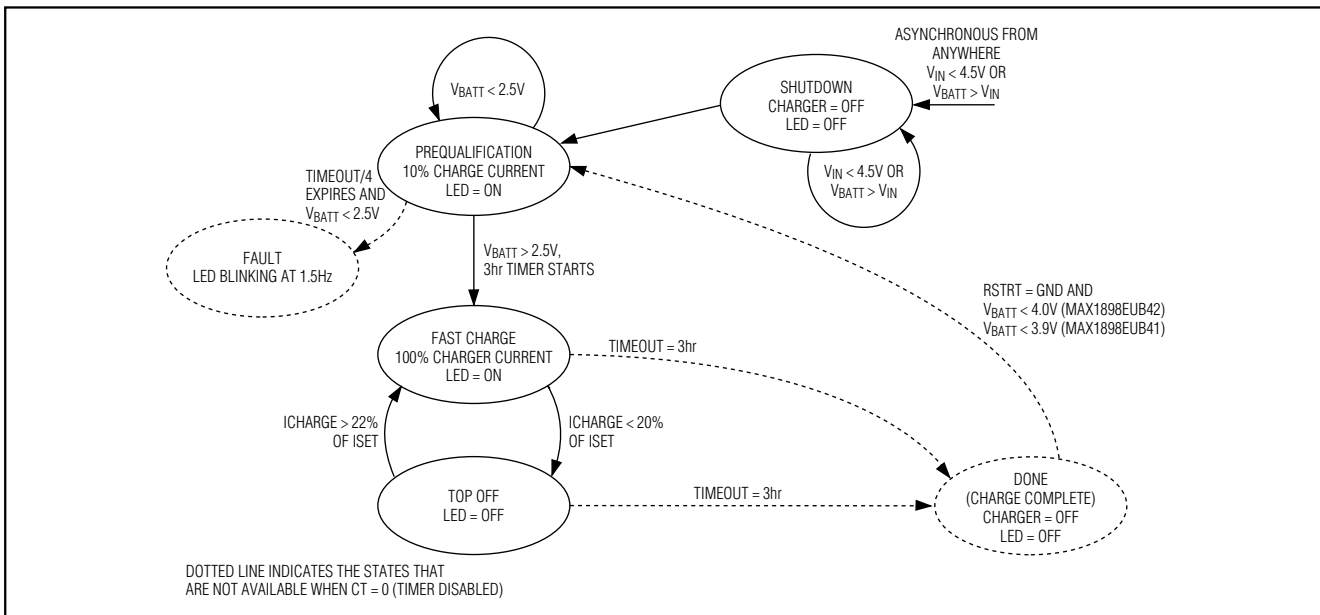 ASYNCHRONOUS FROM
ANYWHERE
VIN < 4.5V OR
VBATT > VIN
SHUTDOWN
CHARGER = OFF
LED = OFF
VIN < 4.5V OR
VBATT > VIN
VBATT < 2.5V
PREQUALIFICATION
10% CHARGE CURRENT
LED = ON
TIMEOUT/4
EXPIRES AND
VBATT < 2.5V
FAULT
LED BLINKING AT 1.5Hz
VBATT > 2.5V,
3hr TIMER STARTS
RSTRT = GND AND
VBATT < 4.0V (MAX1898EUB42)
VBATT < 3.9V (MAX1898EUB41)
FAST CHARGE
100% CHARGER CURRENT
LED = ON
TIMEOUT = 3hr
ICHARGE > 22%
OF ISET
ICHARGE < 20%
OF ISET
TOP OFF
LED = OFF
TIMEOUT = 3hr
DONE
(CHARGE COMPLETE)
CHARGER = OFF
LED = OFF
DOTTED LINE INDICATES THE STATES THAT
ARE NOT AVAILABLE WHEN CT = 0 (TIMER DISABLED)